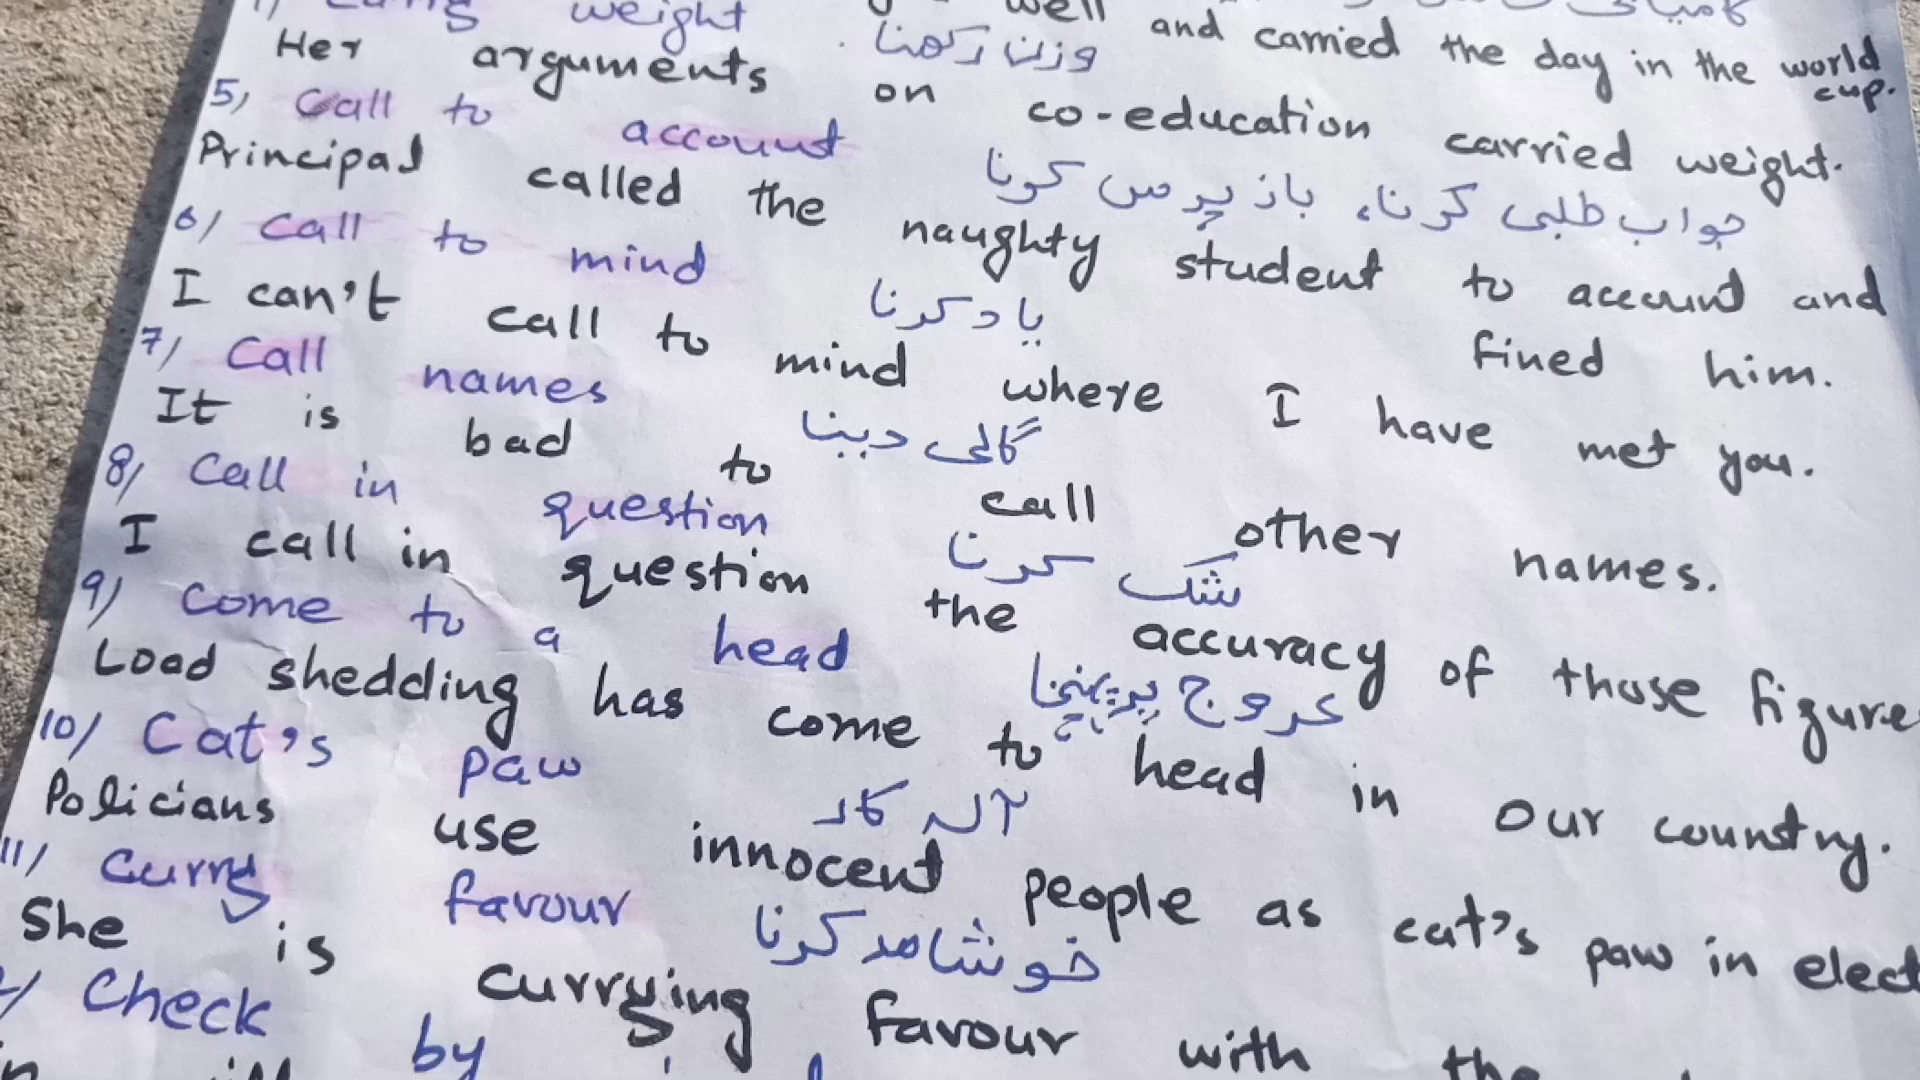 weight وزن رکھنا
well and carried the day in the world cup.
Her arguments on co-education carried weight.
5) Call to account جواب طلبی کرنا، باز پرس کرنا
Principal called the naughty student to account and fined him.
6) Call to mind یاد کرنا
I can't call to mind where I have met you.
7) Call names گالی دینا
It is bad to call other names.
8) Call in question شک کرنا
I call in question the accuracy of those figure
9) Come to a head عروج پر پہنچنا
Load shedding has come to head in our country.
10) Cat's paw آلہ کار
Policians use innocent people as cat's paw in elect
11) Curry favour خوشامد کرنا
She is currying favour with the
Check by